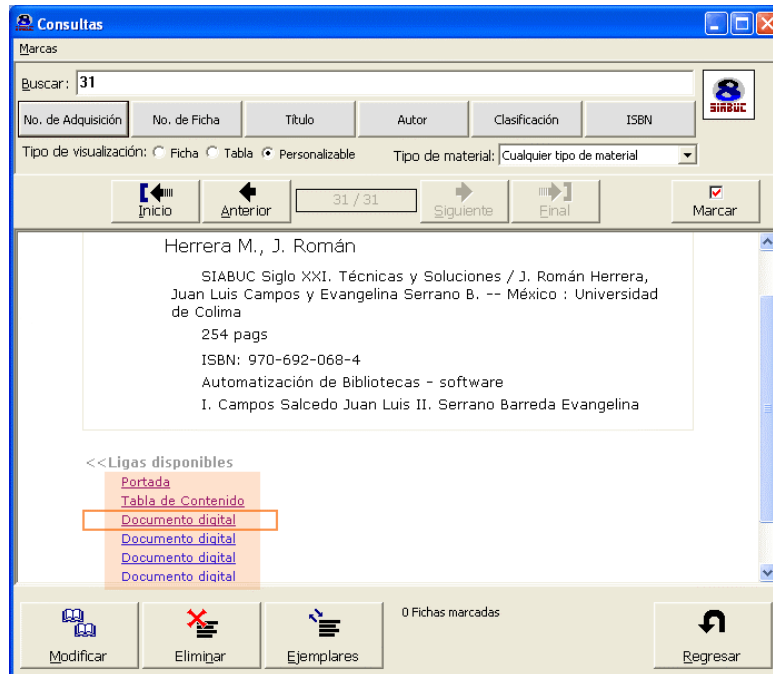 Consultas
Marcas
Buscar: 31
8
SIABUC
No. de Adquisición No. de Ficha Título Autor Clasificación ISBN
Tipo de visualización: Ficha Tabla Personalizable Tipo de material: Cualquier tipo de material
Inicio Anterior 31 / 31 Siguiente Final Marcar
Herrera M., J. Román
SIABUC Siglo XXI. Técnicas y Soluciones / J. Román Herrera,
Juan Luis Campos y Evangelina Serrano B. -- México : Universidad
de Colima
254 pags
ISBN: 970-692-068-4
Automatización de Bibliotecas - software
I. Campos Salcedo Juan Luis II. Serrano Barreda Evangelina
<<Ligas disponibles
Portada
Tabla de Contenido
Documento digital
Documento digital
Documento digital
Documento digital
0 Fichas marcadas
Modificar Eliminar Ejemplares Regresar